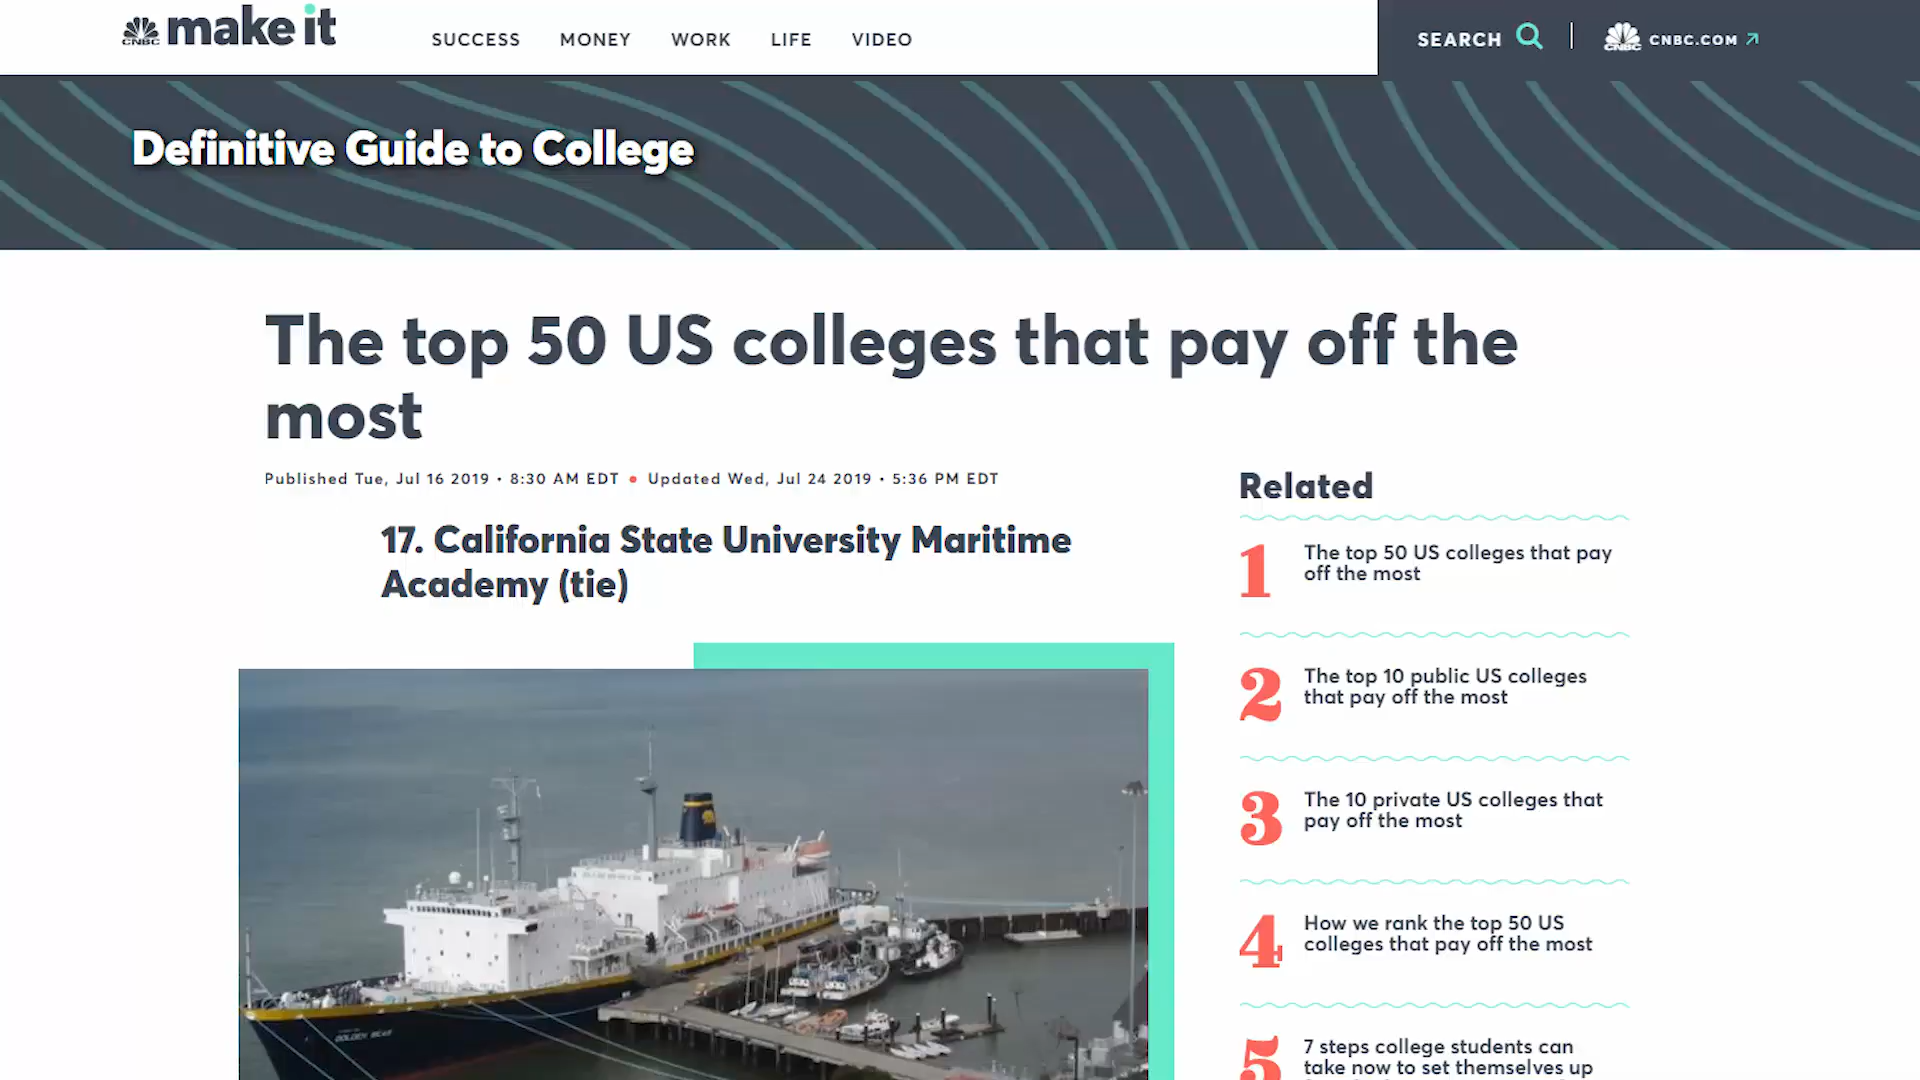 CNBC make it
SUCCESS MONEY WORK LIFE VIDEO
SEARCH
CNBC CNBC.COM
Definitive Guide to College
The top 50 US colleges that pay off the
most
Published Tue, Jul 16 2019 • 8:30 AM EDT • Updated Wed, Jul 24 2019 • 5:36 PM EDT
17. California State University Maritime
Academy (tie)
GOLDEN BEAR
Related
1 The top 50 US colleges that pay
off the most
2 The top 10 public US colleges
that pay off the most
3 The 10 private US colleges that
pay off the most
4 How we rank the top 50 US
colleges that pay off the most
5 7 steps college students can
take now to set themselves up